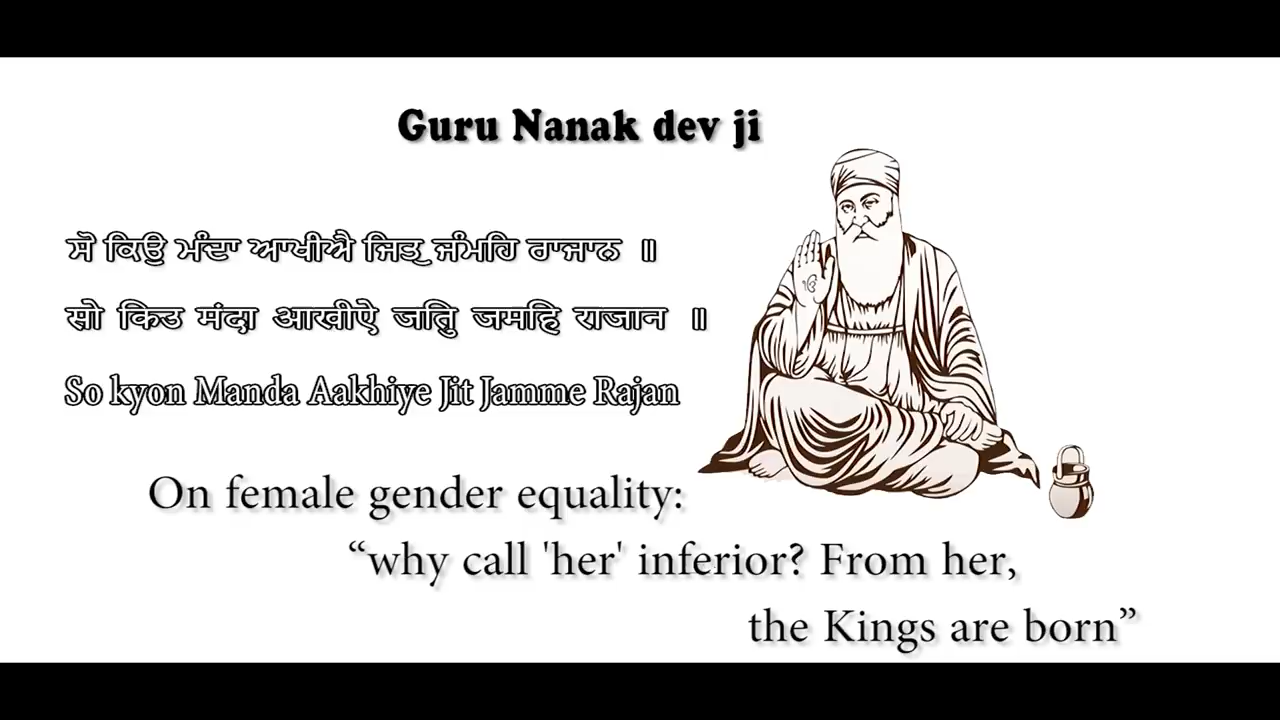 Guru Nanak dev ji
ਸੋ ਕਿਉ ਮੰਦਾ ਆਖੀਐ ਜਿਤੁ ਜੰਮਹਿ ਰਾਜਾਨ ॥
सो किउ मंदा आखीऐ जतिु जमहि राजान ॥
So kyon Manda Aakhiye Jit Jamme Rajan
On female gender equality:
“why call 'her' inferior? From her,
the Kings are born”
ੴ